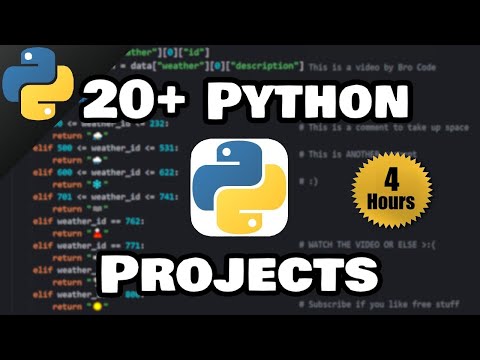 weather"][0]["id"]
= data["weather"][0]["description"]
# This is a video by Bro Code
20+ Python
<= weather_id <= 232:
return "
# This is a comment to take up space
elif 500 <= weather_id <= 531:
return "
# This is ANOTHER
elif 600 <= weather_id <= 622:
return "❄"
# :)
elif 701 <= weather_id <= 741:
return "
4
Hours
elif weather_id == 762:
return "🌋"
elif weather_id == 771:
# WATCH THE VIDEO OR ELSE >:{
return "
Projects
elif weather_id
return "
elif weather_id
80
return "☀"
# Subscribe if you like free stuff